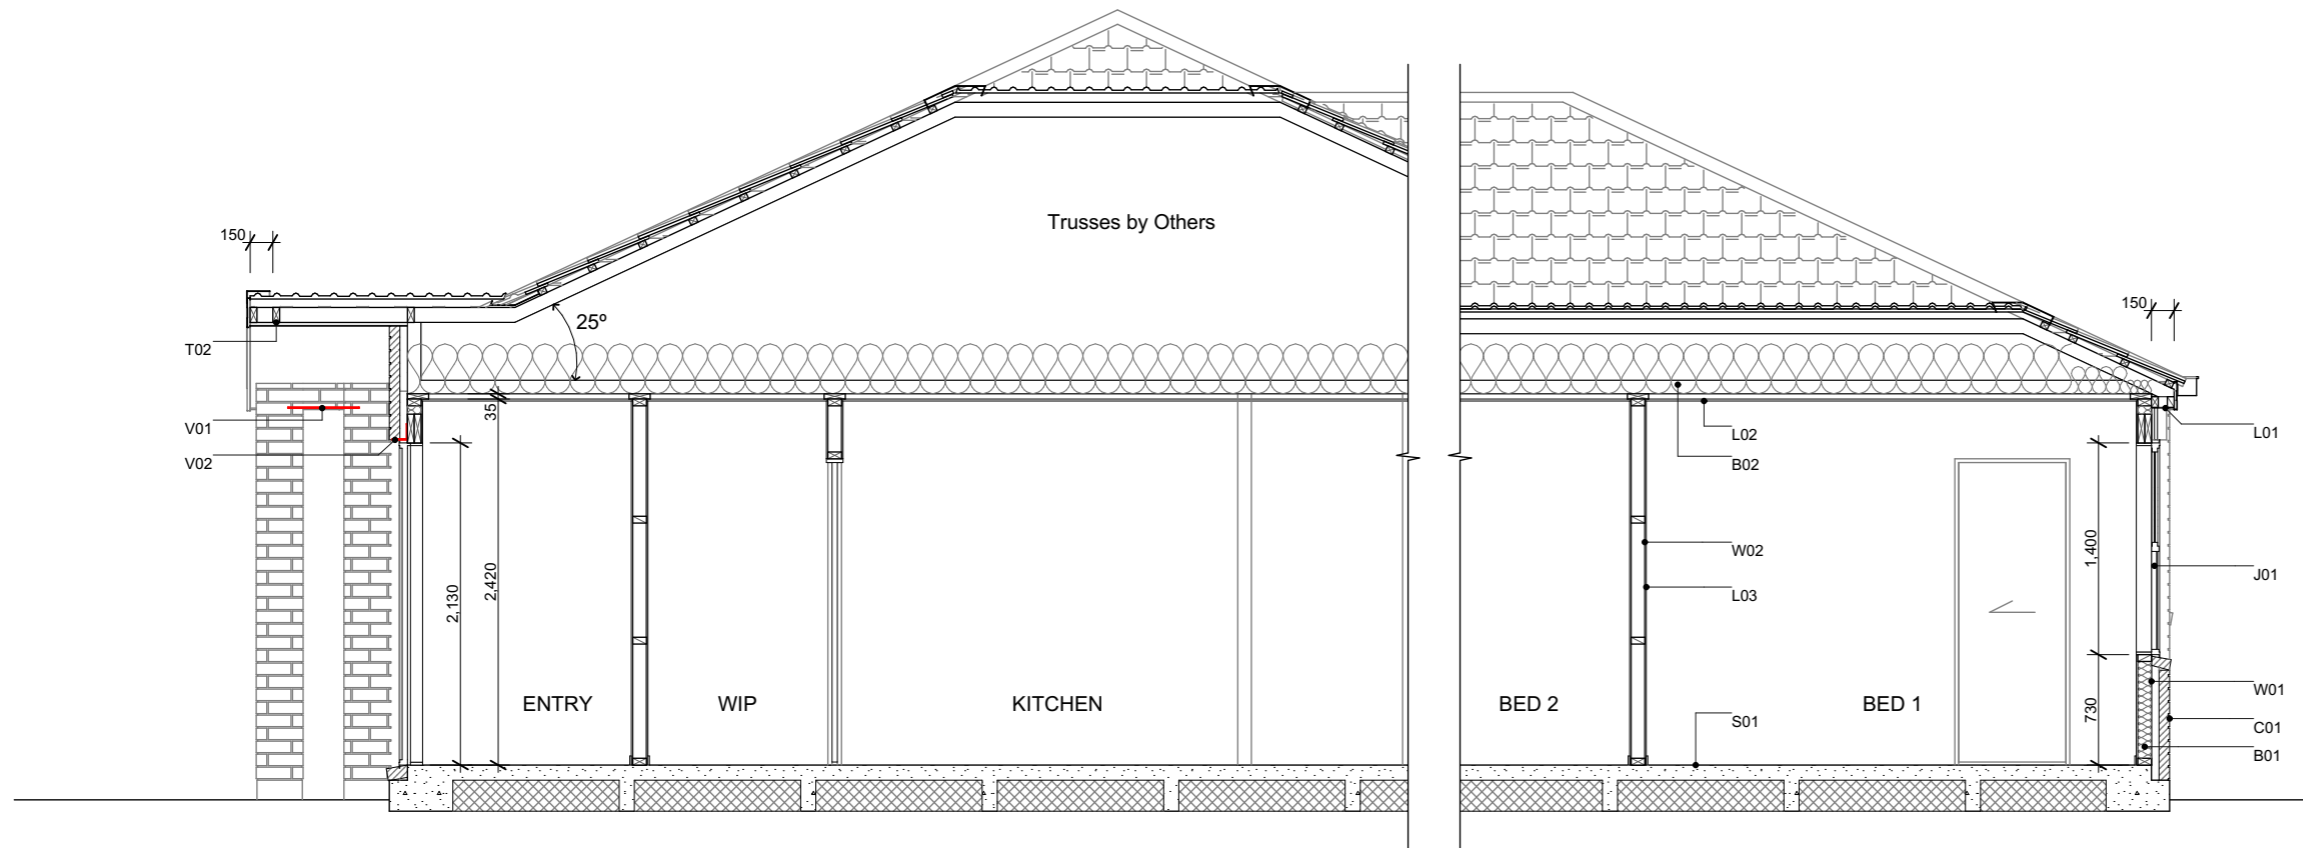 Trusses by Others
150
150
25º
T02
35
V01
L02
L01
V02
B02
W02
1,400
J01
2,420
2,130
L03
ENTRY
WIP
KITCHEN
BED 2
BED 1
730
W01
S01
C01
B01